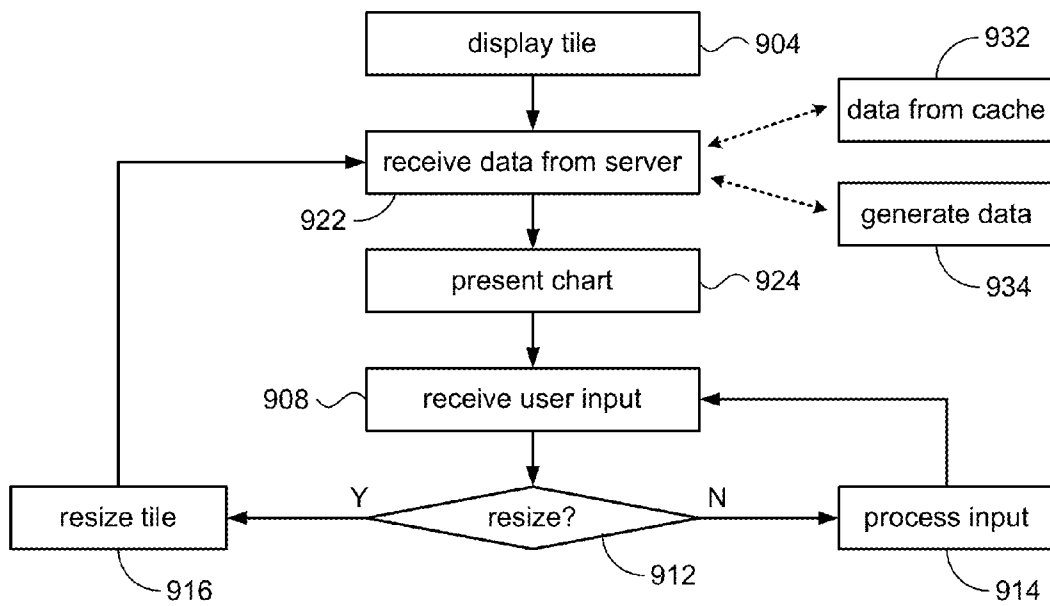 display tile
904
932
data from cache
receive data from server
922
generate data
934
present chart
924
908
receive user input
Y
N
resize tile
resize?
process input
916
912
914